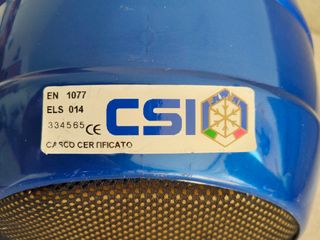 EN 1077
ELS 014
334565 CE
CSI
CASCO CERTIFICATO